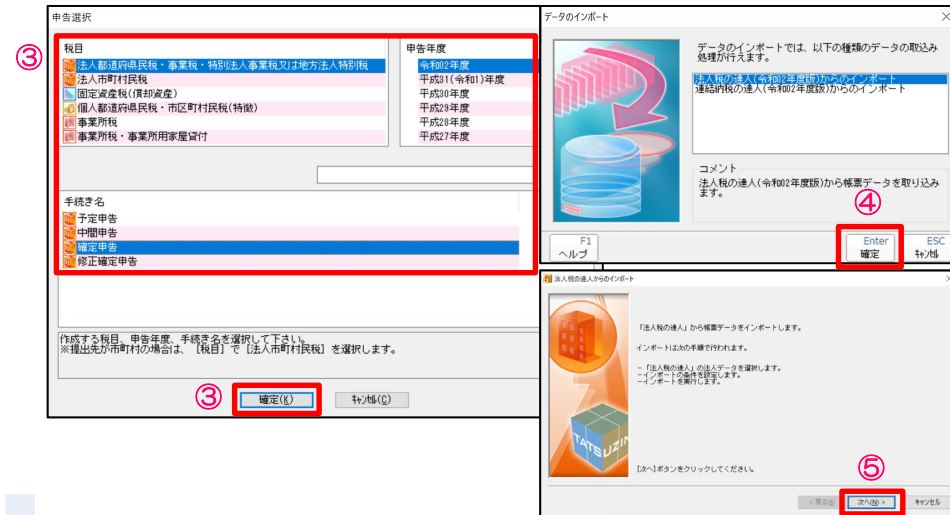 申告選択
③
税目
法人都道府県民税・事業税・特別法人事業税又は地方法人特別税
法人市町村民税
固定資産税(償却資産)
個人都道府県民税・市区町村民税(特徴)
事業所税
事業所税・事業所用家屋貸付
申告年度
令和02年度
平成31(令和1)年度
平成30年度
平成29年度
平成28年度
平成27年度
手続き名
予定申告
中間申告
確定申告
修正確定申告
作成する税目、申告年度、手続き名を選択して下さい。
※提出先が市町村の場合は、［税目］で［法人市町村民税］を選択します。
③
確定(K)
ｷｬﾝｾﾙ(C)
データのインポート
データのインポートでは、以下の種類のデータの取込み
処理が行えます。
法人税の達人(令和02年度版)からのインポート
連結納税の達人(令和02年度版)からのインポート
コメント
法人税の達人(令和02年度版)から帳票データを取り込み
ます。
④
F1
ヘルプ
Enter
確定
ESC
ｷｬﾝｾﾙ
法人税の達人からのインポート
「法人税の達人」から帳票データをインポートします。
インポートは次の手順で行われます。
－「法人税の達人」の法人データを選択します。
－インポートの条件を設定します。
－インポートを実行します。
TATSUZIN
[次へ]ボタンをクリックしてください。
⑤
< 戻る(B)
次へ(N) >
キャンセル